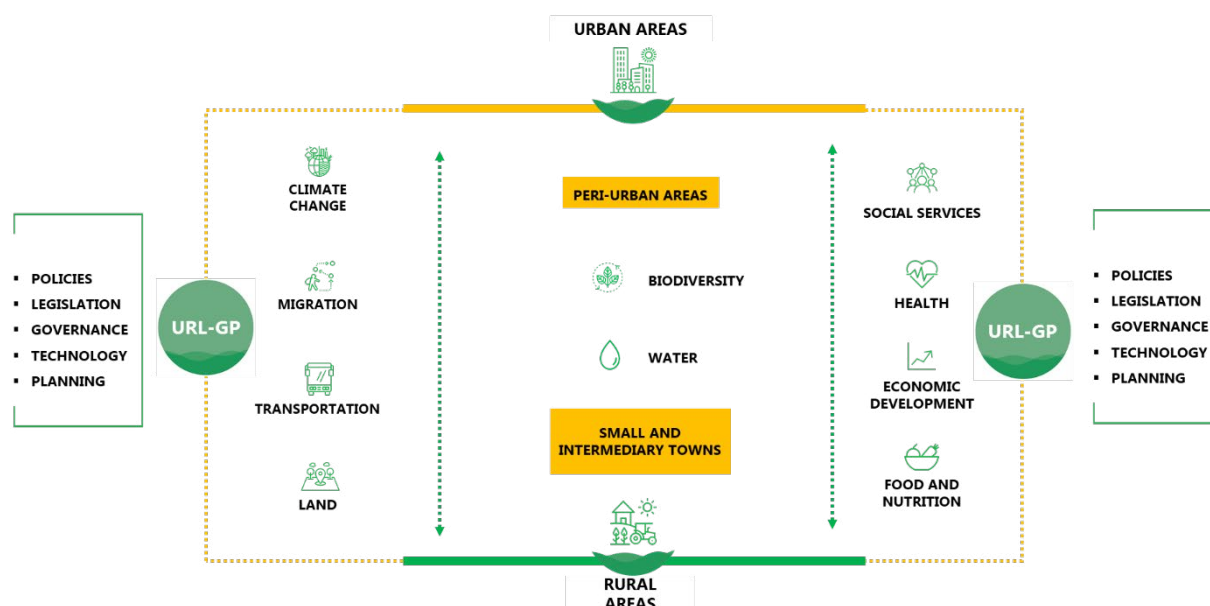 URBAN AREAS
CLIMATE
CHANGE
MIGRATION
TRANSPORTATION
LAND
▪ POLICIES
▪ LEGISLATION
▪ GOVERNANCE
▪ TECHNOLOGY
▪ PLANNING
URL-GP
PERI-URBAN AREAS
BIODIVERSITY
WATER
SMALL AND
INTERMEDIARY TOWNS
SOCIAL SERVICES
HEALTH
ECONOMIC
DEVELOPMENT
FOOD AND
NUTRITION
URL-GP
▪ POLICIES
▪ LEGISLATION
▪ GOVERNANCE
▪ TECHNOLOGY
▪ PLANNING
RURAL
AREAS